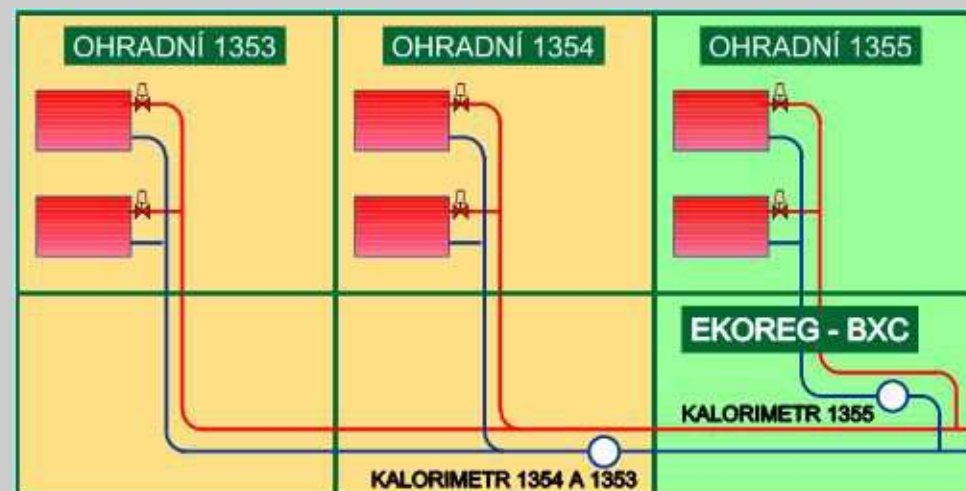 OHRADNÍ 1353
OHRADNÍ 1354
OHRADNÍ 1355
EKOREG - BXC
KALORIMETR 1355
KALORIMETR 1354 A 1353